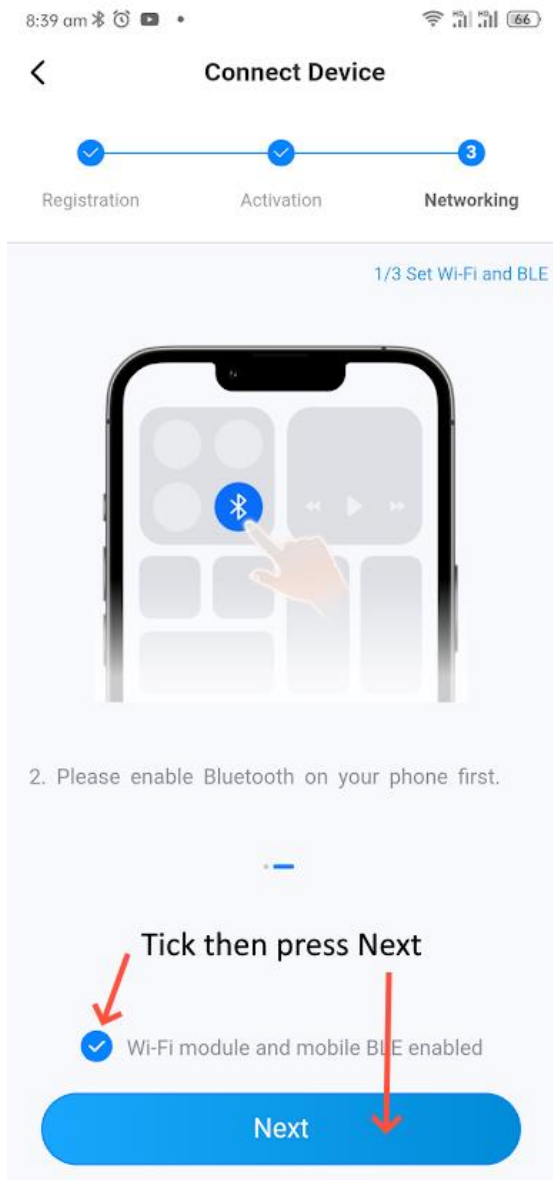 8:39 am 66
Connect Device
3
Registration Activation Networking
1/3 Set Wi-Fi and BLE
2. Please enable Bluetooth on your phone first.
Tick then press Next
Wi-Fi module and mobile BLE enabled
Next